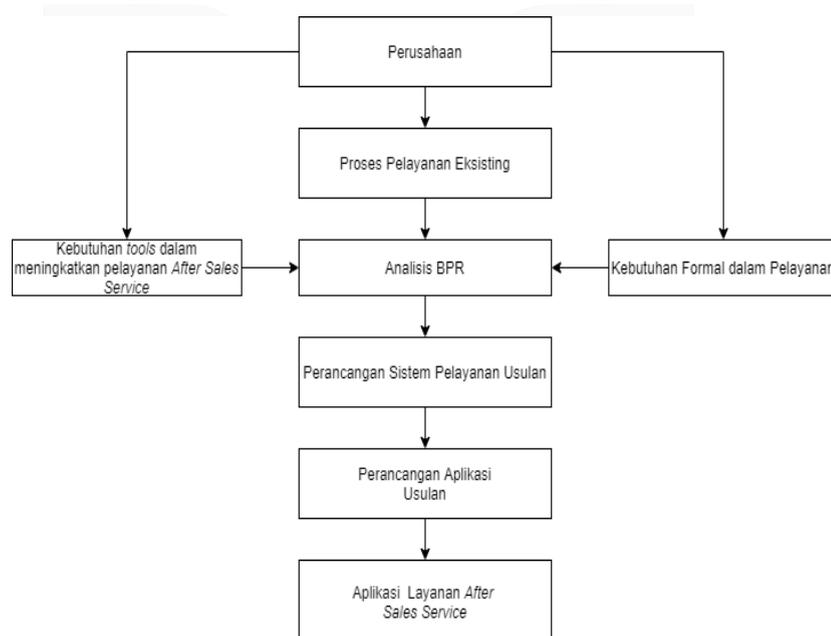 Perusahaan
Proses Pelayanan Eksisting
Kebutuhan tools dalam
meningkatkan pelayanan After Sales
Service
Analisis BPR
Kebutuhan Formal dalam Pelayanan
Perancangan Sistem Pelayanan Usulan
Perancangan Aplikasi
Usulan
Aplikasi Layanan After
Sales Service